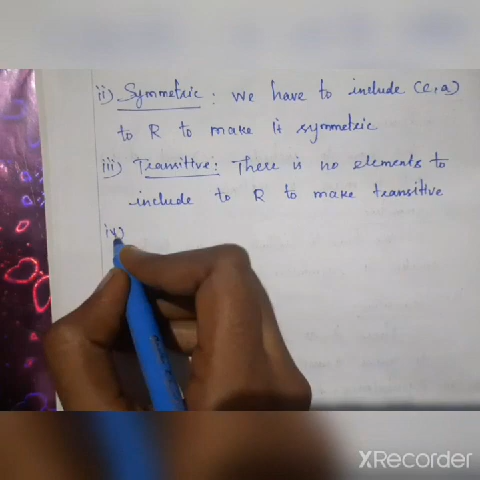 ii) Symmetric : We have to include (c,a)
to R to make it symmetric
iii) Transitive : There is no elements to
include to R to make transitive
iv)
XRecorder